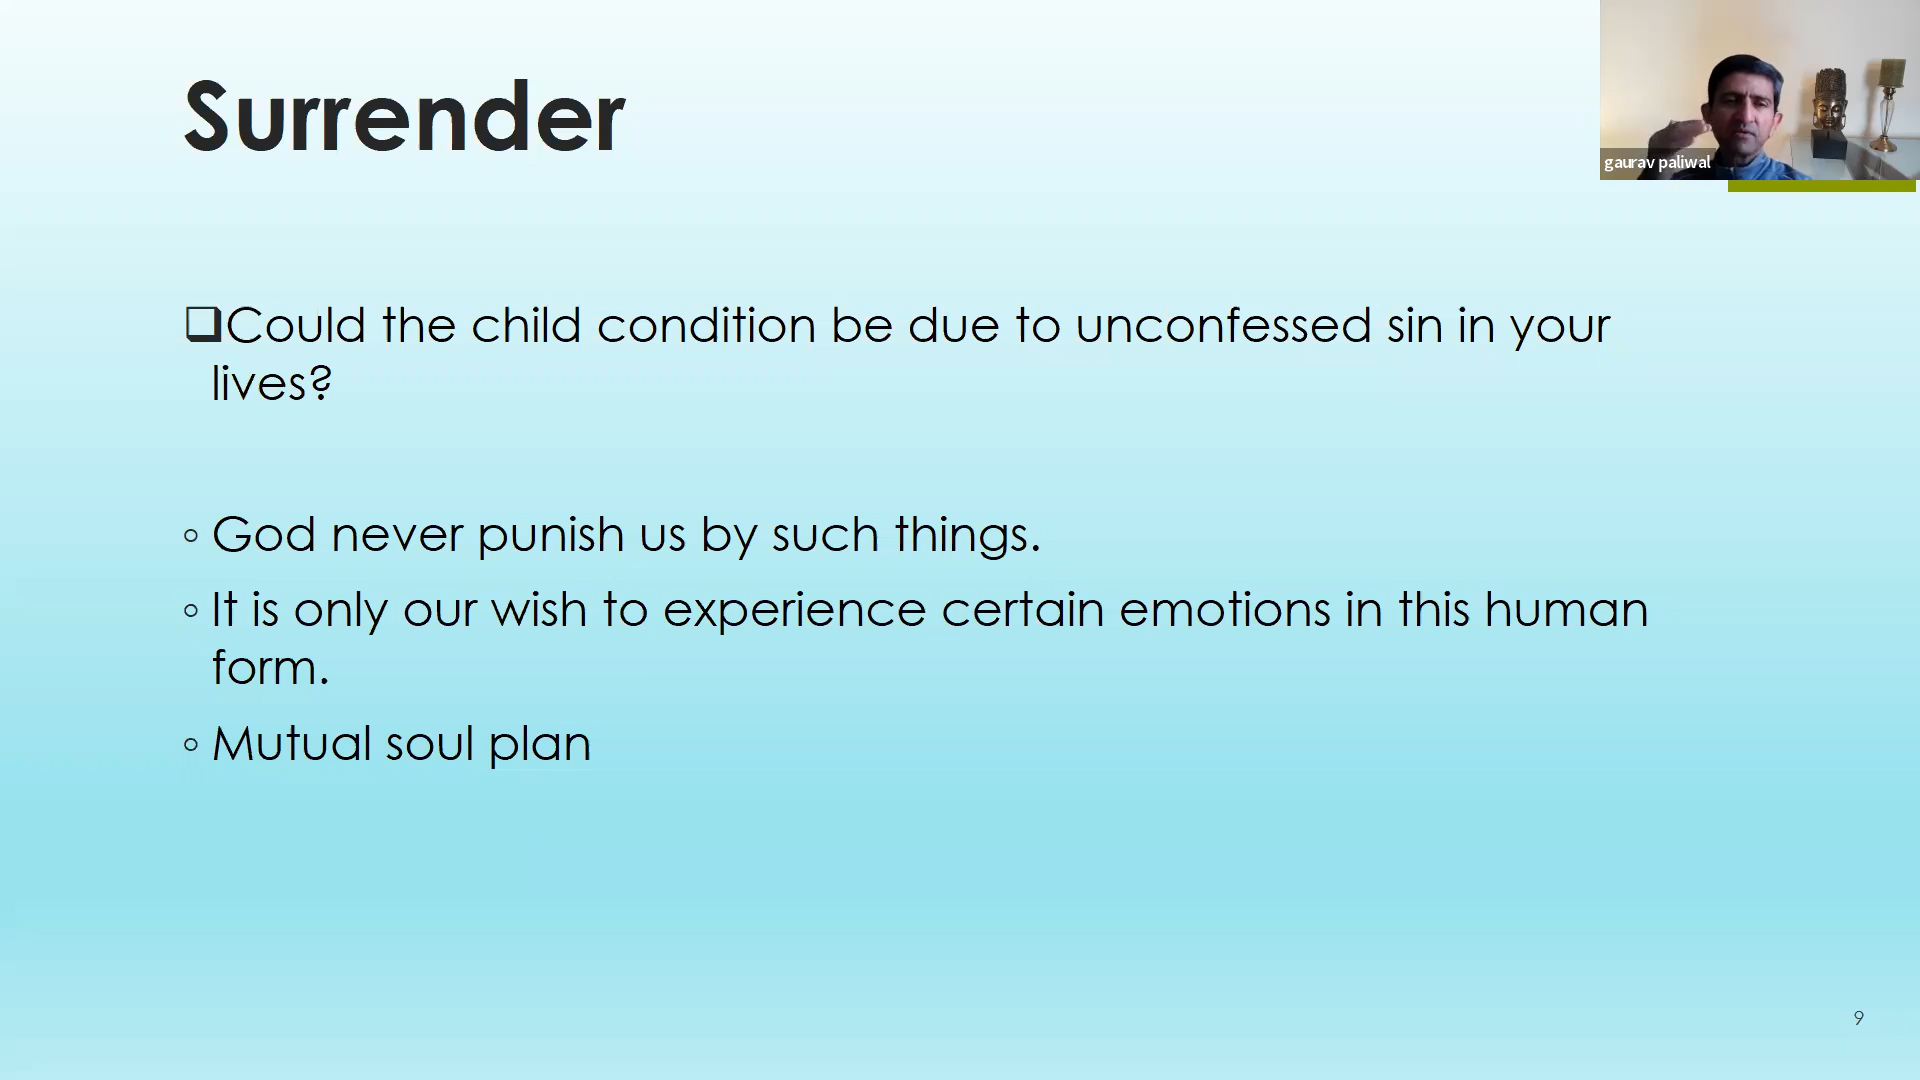 Surrender
gaurav paliwal
❑Could the child condition be due to unconfessed sin in your
lives?
◦ God never punish us by such things.
◦ It is only our wish to experience certain emotions in this human
form.
◦ Mutual soul plan
9